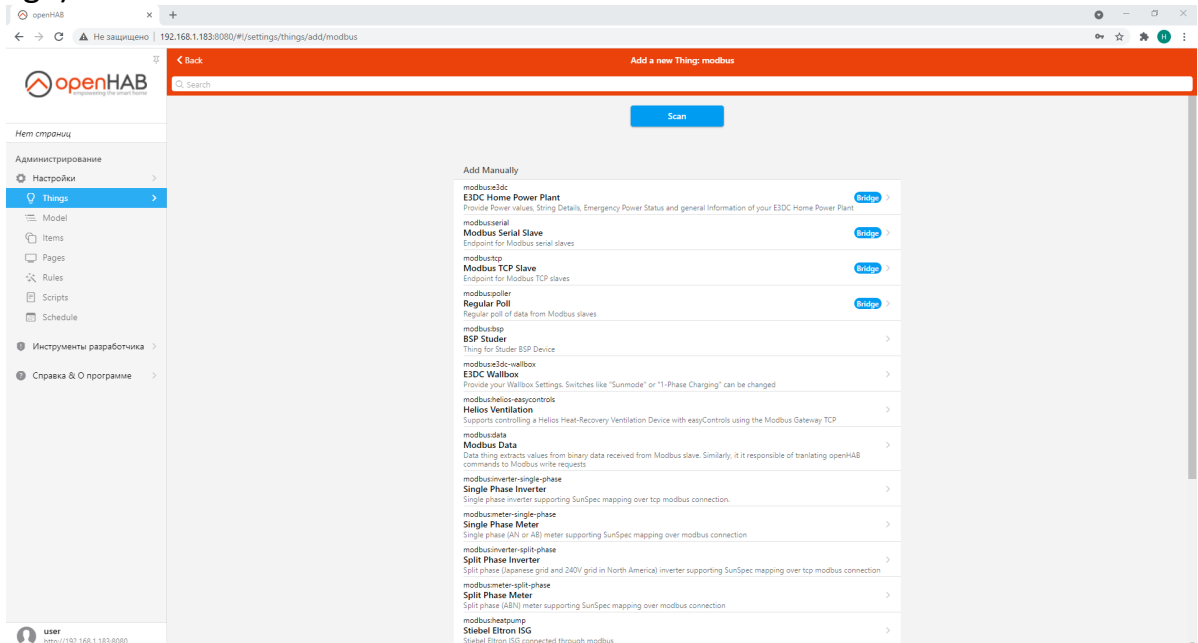 openHAB
Не защищено | 192.168.1.183:8080/#!/settings/things/add/modbus
H
openHAB
empowering the smart home
Нет страниц
Администрирование
Настройки
Things
Model
Items
Pages
Rules
Scripts
Schedule
Инструменты разработчика
Справка & О программе
user
http://192.168.1.183:8080
Back
Add a new Thing: modbus
Search
Scan
Add Manually
modbus:e3dc
E3DC Home Power Plant
Provide Power values, String Details, Emergency Power Status and general Information of your E3DC Home Power Plant
Bridge
modbus:serial
Modbus Serial Slave
Endpoint for Modbus serial slaves
Bridge
modbus:tcp
Modbus TCP Slave
Endpoint for Modbus TCP slaves
Bridge
modbus:poller
Regular Poll
Regular poll of data from Modbus slaves
Bridge
modbus:bsp
BSP Studer
Thing for Studer BSP Device
modbus:e3dc-wallbox
E3DC Wallbox
Provide your Wallbox Settings. Switches like "Sunmode" or "1-Phase Charging" can be changed
modbus:helios-easycontrols
Helios Ventilation
Supports controlling a Helios Heat-Recovery Ventilation Device with easyControls using the Modbus Gateway TCP
modbus:data
Modbus Data
Data thing extracts values from binary data received from Modbus slave. Similarly, it it responsible of tranlating openHAB
commands to Modbus write requests
modbus:inverter-single-phase
Single Phase Inverter
Single phase inverter supporting SunSpec mapping over tcp modbus connection.
modbus:meter-single-phase
Single Phase Meter
Single phase (AN or AB) meter supporting SunSpec mapping over modbus connection
modbus:inverter-split-phase
Split Phase Inverter
Split phase (Japanese grid and 240V grid in North America) inverter supporting SunSpec mapping over tcp modbus connection
modbus:meter-split-phase
Split Phase Meter
Split phase (ABN) meter supporting SunSpec mapping over modbus connection
modbus:heatpump
Stiebel Eltron ISG
Stiebel Eltron ISG connected through modbus